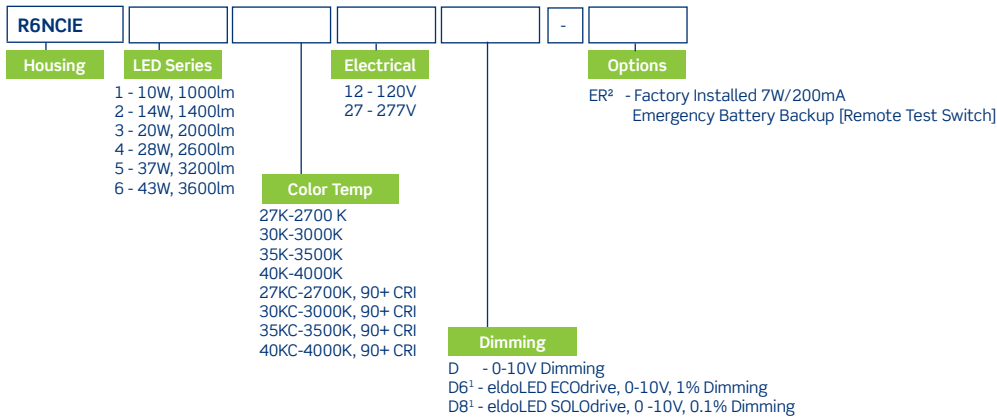 R6NCIE
-
Housing
LED Series
Electrical
Options
1 - 10W, 1000lm
2 - 14W, 1400lm
3 - 20W, 2000lm
4 - 28W, 2600lm
5 - 37W, 3200lm
6 - 43W, 3600lm
12 - 120V
27 - 277V
ER² - Factory Installed 7W/200mA
Emergency Battery Backup [Remote Test Switch]
Color Temp
27K-2700 K
30K-3000K
35K-3500K
40K-4000K
27KC-2700K, 90+ CRI
30KC-3000K, 90+ CRI
35KC-3500K, 90+ CRI
40KC-4000K, 90+ CRI
Dimming
D - 0-10V Dimming
D6¹ - eldoLED ECOdrive, 0-10V, 1% Dimming
D8¹ - eldoLED SOLOdrive, 0 -10V, 0.1% Dimming